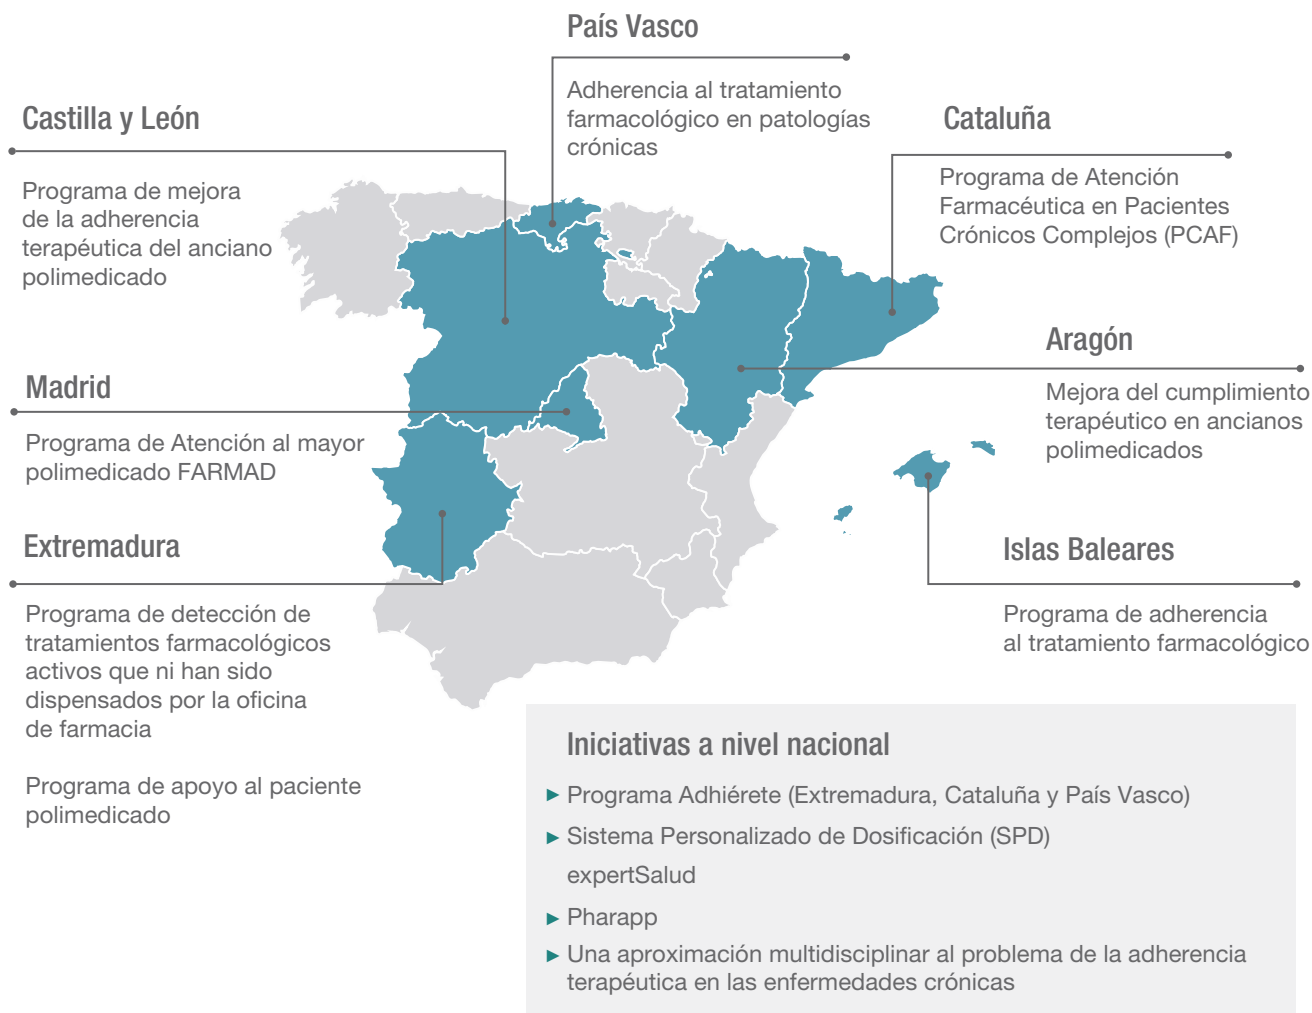 País Vasco
Adherencia al tratamiento
farmacológico en patologías
crónicas
Castilla y León
Programa de mejora
de la adherencia
terapéutica del anciano
polimedicado
Cataluña
Programa de Atención
Farmacéutica en Pacientes
Crónicos Complejos (PCAF)
Madrid
Programa de Atención al mayor
polimedicado FARMAD
Aragón
Mejora del cumplimiento
terapéutico en ancianos
polimedicados
Extremadura
Programa de detección de
tratamientos farmacológicos
activos que ni han sido
dispensados por la oficina
de farmacia
Programa de apoyo al paciente
polimedicado
Islas Baleares
Programa de adherencia
al tratamiento farmacológico
Iniciativas a nivel nacional
► Programa Adhiérete (Extremadura, Cataluña y País Vasco)
► Sistema Personalizado de Dosificación (SPD)
expertSalud
► Pharapp
► Una aproximación multidisciplinar al problema de la adherencia
terapéutica en las enfermedades crónicas